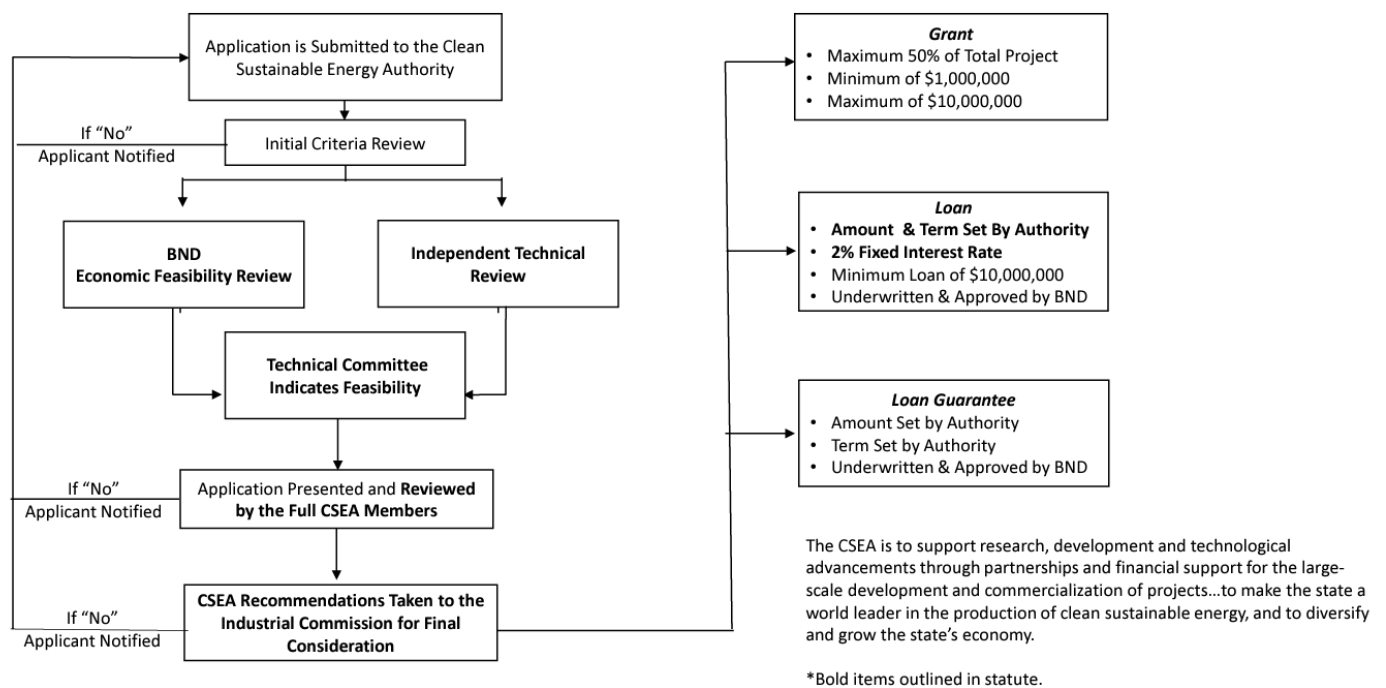 Application is Submitted to the Clean
Sustainable Energy Authority
If “No”
Applicant Notified
Initial Criteria Review
BND
Economic Feasibility Review
Independent Technical
Review
Technical Committee
Indicates Feasibility
If “No”
Applicant Notified
Application Presented and Reviewed
by the Full CSEA Members
If “No”
Applicant Notified
CSEA Recommendations Taken to the
Industrial Commission for Final
Consideration
Grant
• Maximum 50% of Total Project
• Minimum of $1,000,000
• Maximum of $10,000,000
Loan
• Amount & Term Set By Authority
• 2% Fixed Interest Rate
• Minimum Loan of $10,000,000
• Underwritten & Approved by BND
Loan Guarantee
• Amount Set by Authority
• Term Set by Authority
• Underwritten & Approved by BND
The CSEA is to support research, development and technological
advancements through partnerships and financial support for the large-
scale development and commercialization of projects…to make the state a
world leader in the production of clean sustainable energy, and to diversify
and grow the state’s economy.
*Bold items outlined in statute.